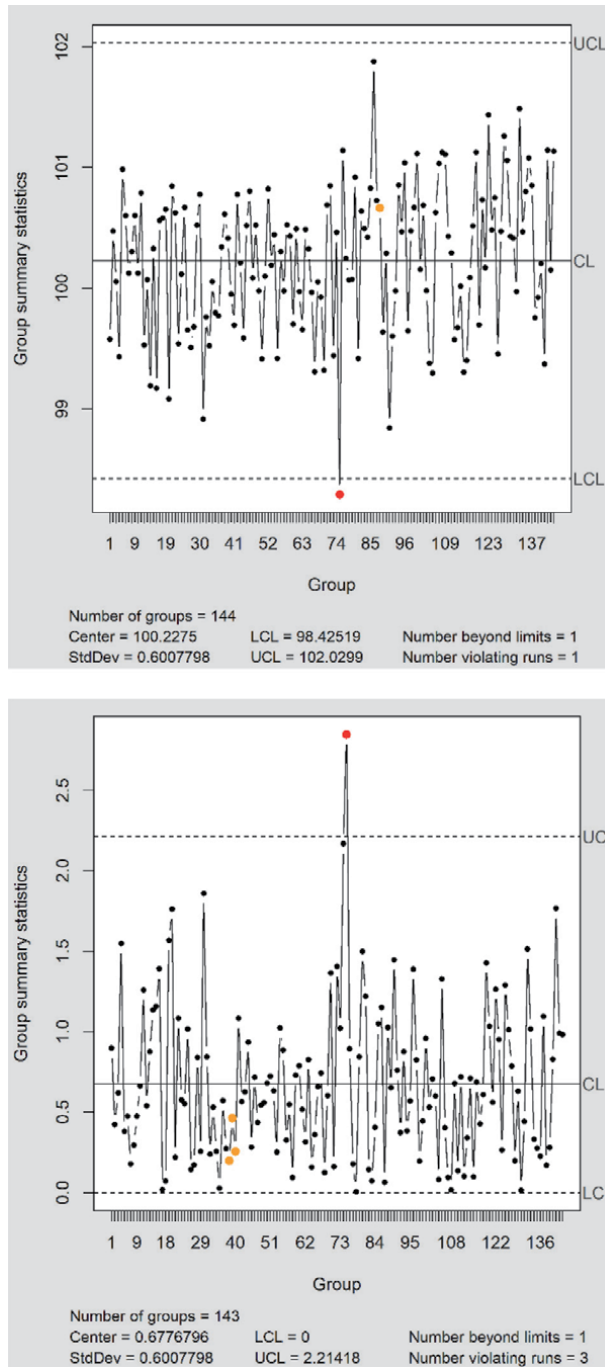 102
101
100
99
UCL
CL
LCL
Group summary statistics
1 9 19 30 41 52 63 74 85 96 109 123 137
Group
Number of groups = 144
Center = 100.2275 LCL = 98.42519 Number beyond limits = 1
StdDev = 0.6007798 UCL = 102.0299 Number violating runs = 1
2.5
2.0
1.5
1.0
0.5
0.0
UC
CL
LC
Group summary statistics
1 9 18 29 40 51 62 73 84 95 108 122 136
Group
Number of groups = 143
Center = 0.6776796 LCL = 0 Number beyond limits = 1
StdDev = 0.6007798 UCL = 2.21418 Number violating runs = 3